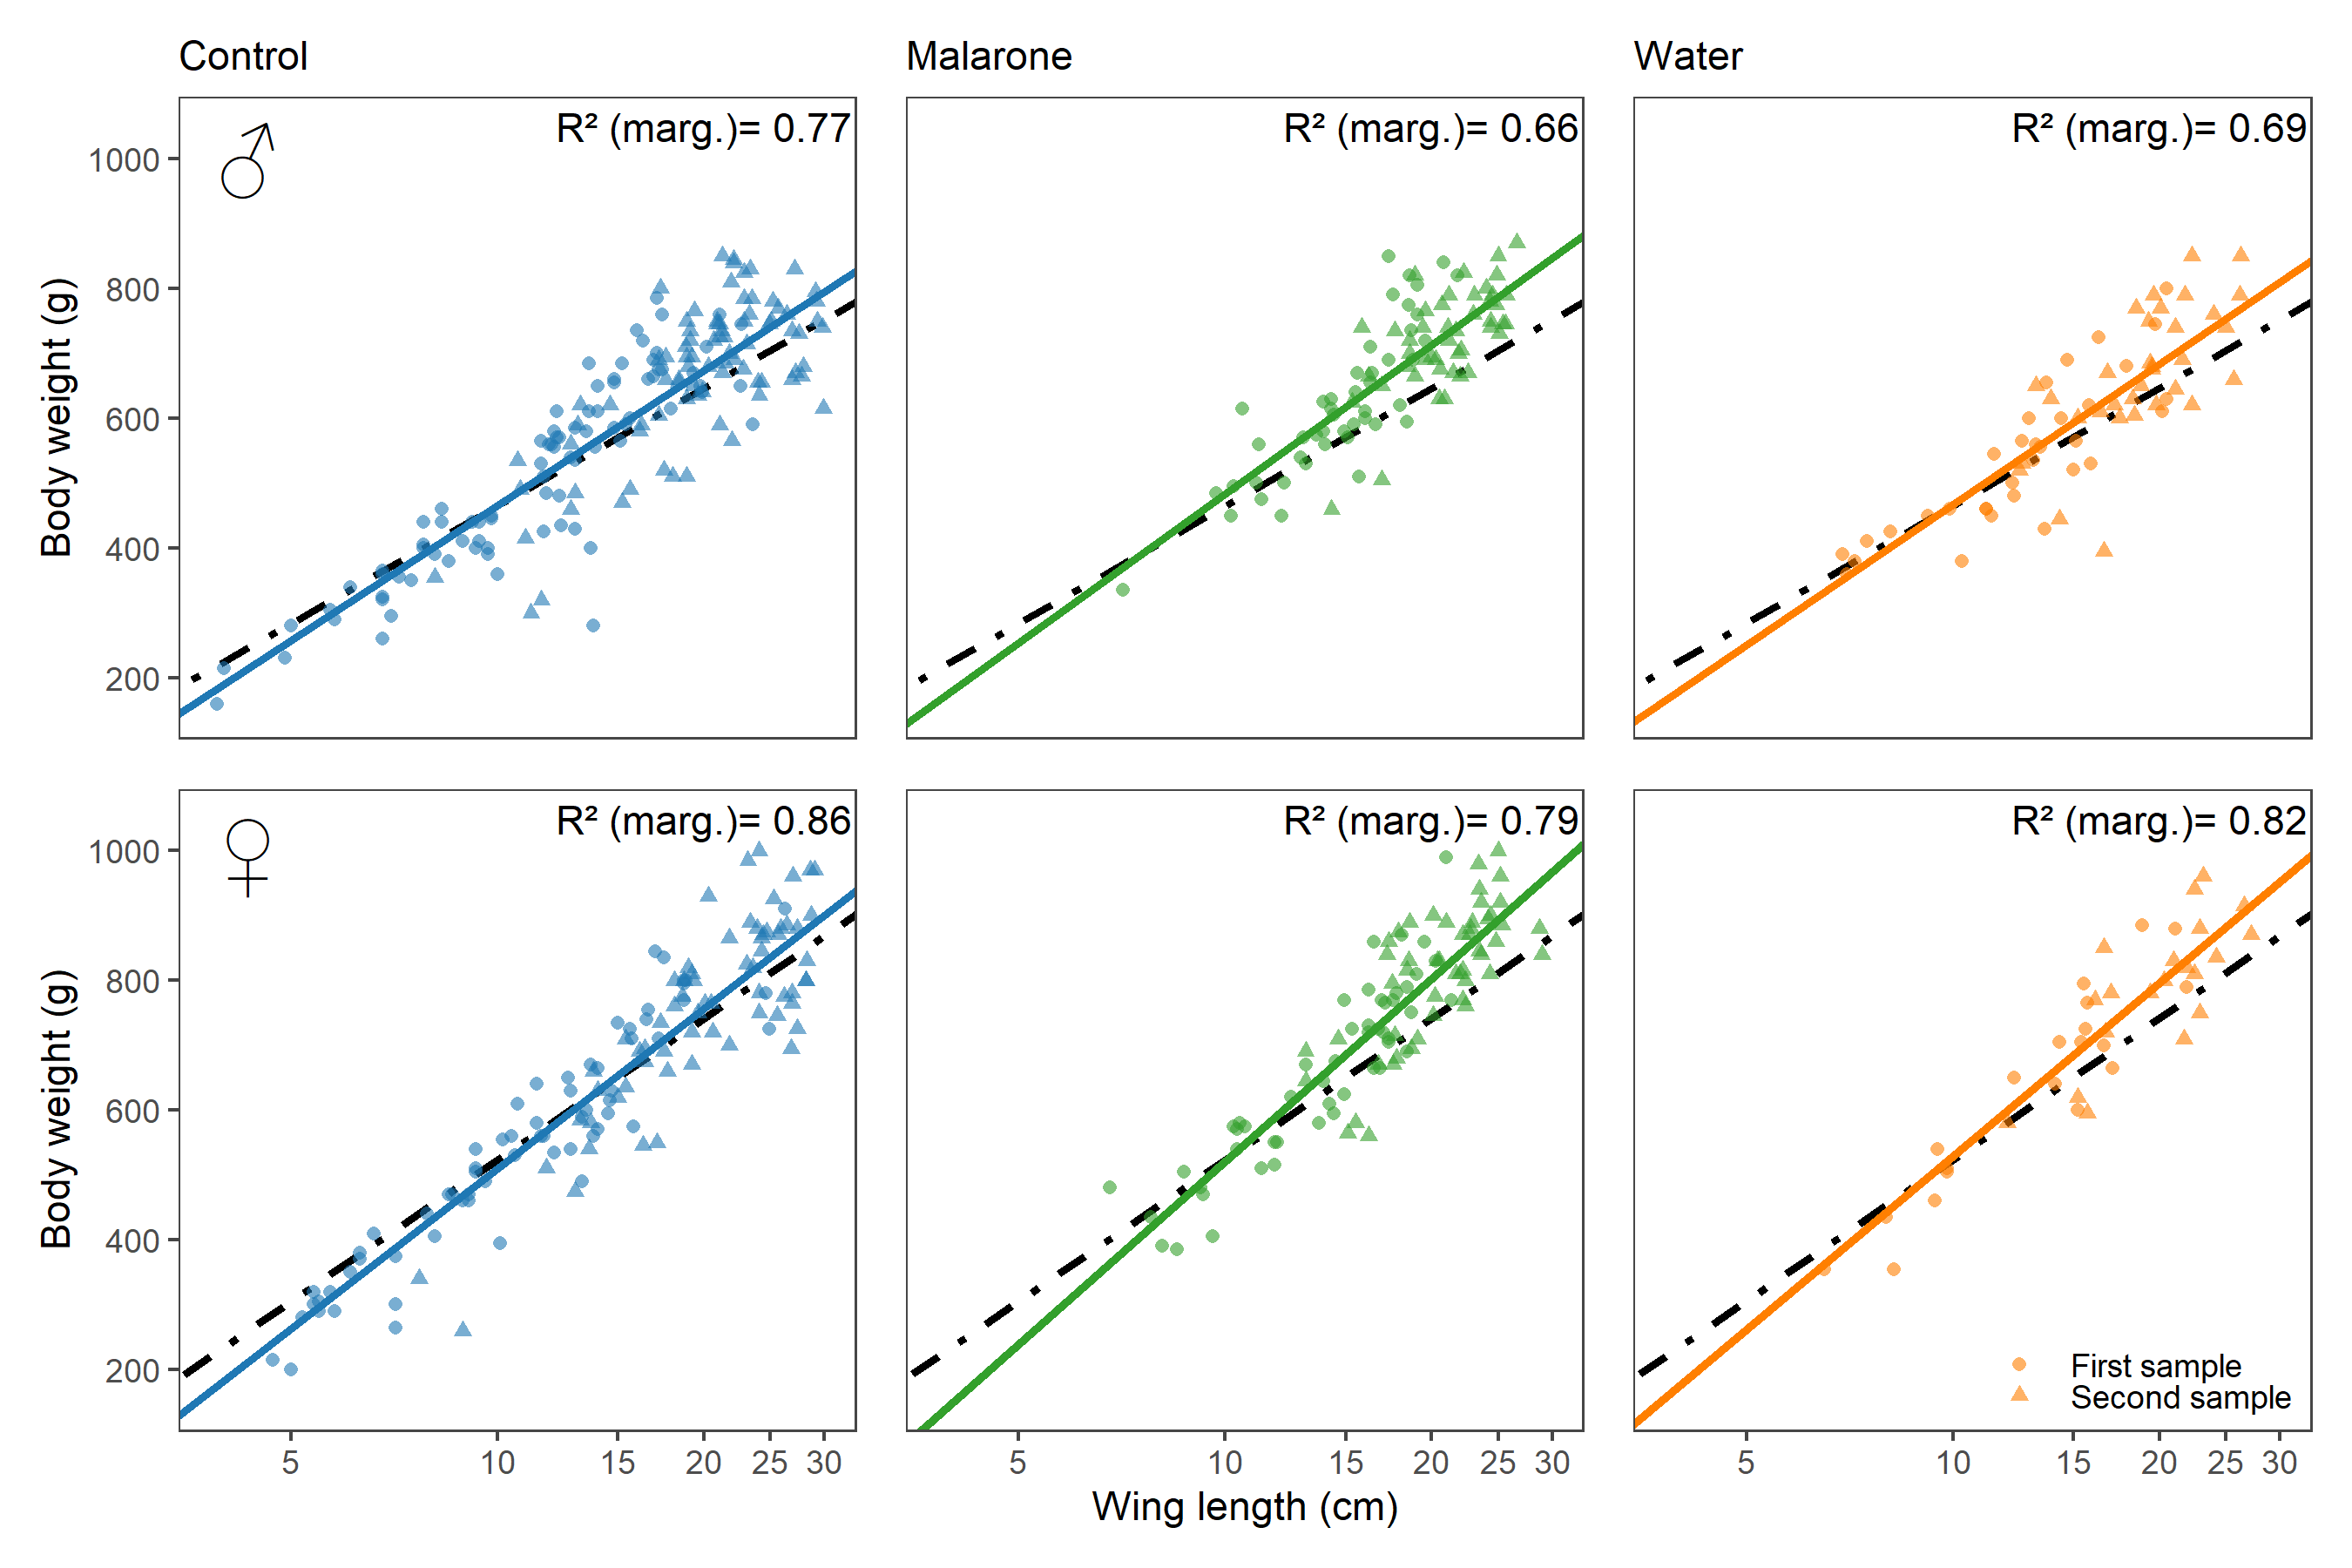 Control Malarone Water
♂ R² (marg.)= 0.77 R² (marg.)= 0.66 R² (marg.)= 0.69
Body weight (g)
1000
800
600
400
200
♀ R² (marg.)= 0.86 R² (marg.)= 0.79 R² (marg.)= 0.82
Body weight (g)
1000
800
600
400
200
First sample
Second sample
5 10 15 20 25 30 5 10 15 20 25 30 5 10 15 20 25 30
Wing length (cm)